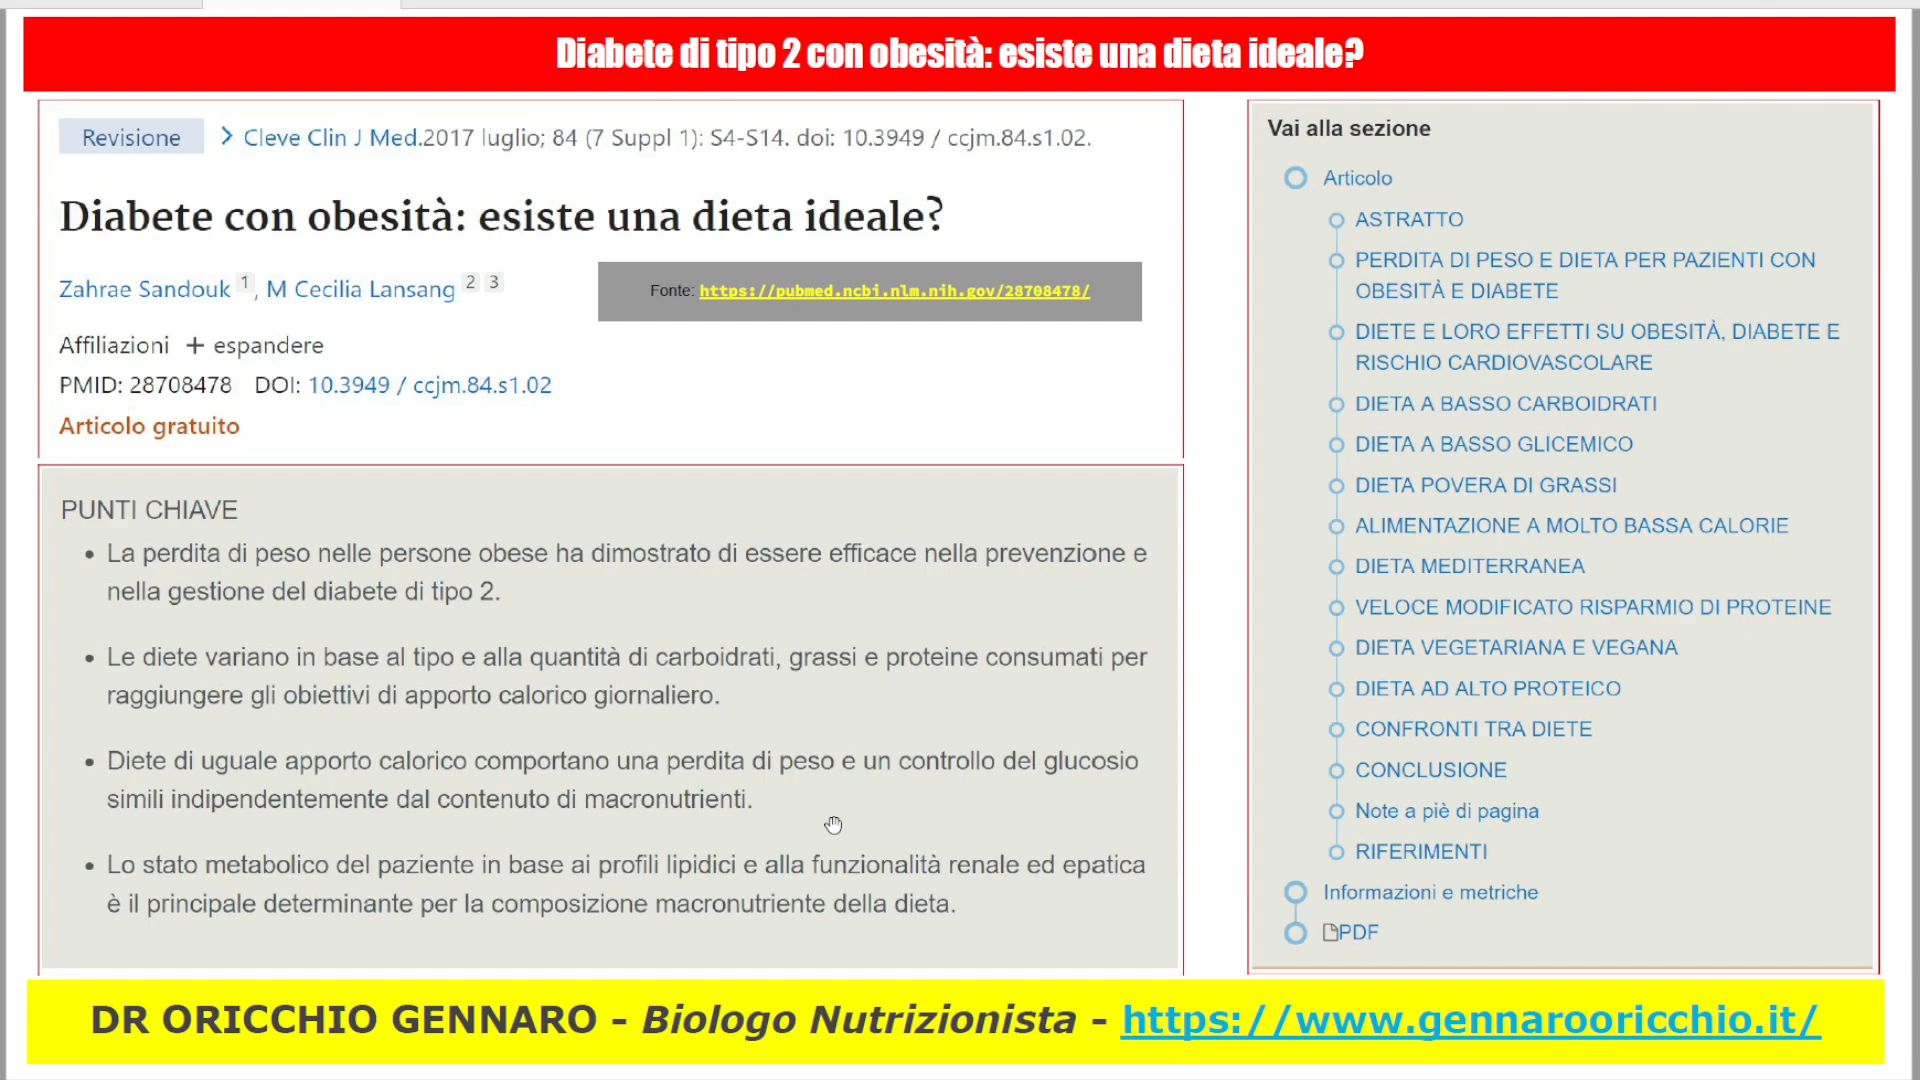 Diabete di tipo 2 con obesità: esiste una dieta ideale?
Revisione > Cleve Clin J Med.2017 luglio; 84 (7 Suppl 1): S4-S14. doi: 10.3949 / ccjm.84.s1.02.
Diabete con obesità: esiste una dieta ideale?
Zahrae Sandouk 1, M Cecilia Lansang 2 3
Fonte: https://pubmed.ncbi.nlm.nih.gov/28708478/
Affiliazioni + espandere
PMID: 28708478 DOI: 10.3949 / ccjm.84.s1.02
Articolo gratuito
PUNTI CHIAVE
• La perdita di peso nelle persone obese ha dimostrato di essere efficace nella prevenzione e
nella gestione del diabete di tipo 2.
• Le diete variano in base al tipo e alla quantità di carboidrati, grassi e proteine consumati per
raggiungere gli obiettivi di apporto calorico giornaliero.
• Diete di uguale apporto calorico comportano una perdita di peso e un controllo del glucosio
simili indipendentemente dal contenuto di macronutrienti.
• Lo stato metabolico del paziente in base ai profili lipidici e alla funzionalità renale ed epatica
è il principale determinante per la composizione macronutriente della dieta.
Vai alla sezione
Articolo
ASTRATTO
PERDITA DI PESO E DIETA PER PAZIENTI CON
OBESITÀ E DIABETE
DIETE E LORO EFFETTI SU OBESITÀ, DIABETE E
RISCHIO CARDIOVASCOLARE
DIETA A BASSO CARBOIDRATI
DIETA A BASSO GLICEMICO
DIETA POVERA DI GRASSI
ALIMENTAZIONE A MOLTO BASSA CALORIE
DIETA MEDITERRANEA
VELOCE MODIFICATO RISPARMIO DI PROTEINE
DIETA VEGETARIANA E VEGANA
DIETA AD ALTO PROTEICO
CONFRONTI TRA DIETE
CONCLUSIONE
Note a piè di pagina
RIFERIMENTI
Informazioni e metriche
PDF
DR ORICCHIO GENNARO - Biologo Nutrizionista - https://www.gennarooricchio.it/